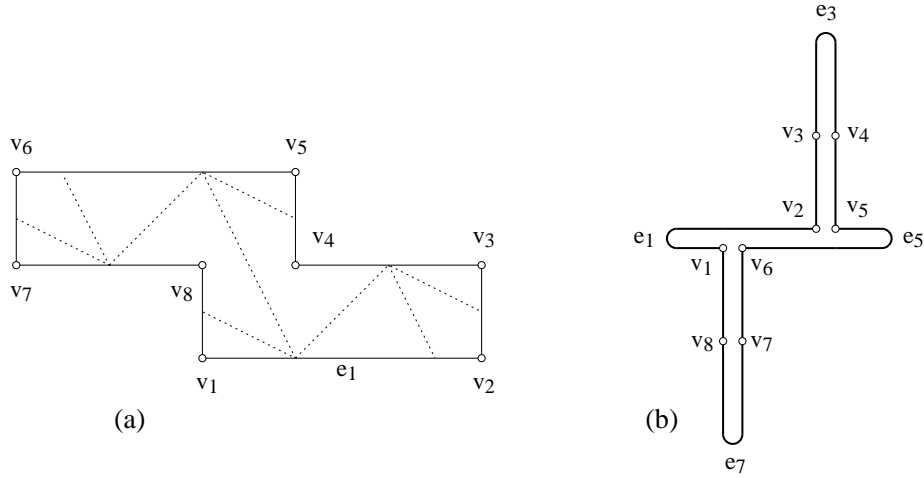 e3
v6 v5
v3 v4
v2 v5
e1 e5
v4 v3
v7 v8
v1 v6
v8 v7
v1 e1 v2
(a) (b)
e7